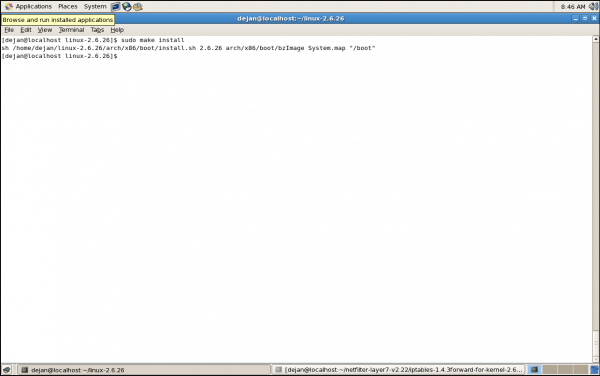 Applications Places System 8:46 AM
Browse and run installed applications
dejan@localhost:~/linux-2.6.26
File Edit View Terminal Tabs Help
[dejan@localhost linux-2.6.26]$ sudo make install
sh /home/dejan/linux-2.6.26/arch/x86/boot/install.sh 2.6.26 arch/x86/boot/bzImage System.map "/boot"
[dejan@localhost linux-2.6.26]$
dejan@localhost:~/linux-2.6.26
[dejan@localhost:~/netfilter-layer7-v2.22/iptables-1.4.3forward-for-kernel-2.6...